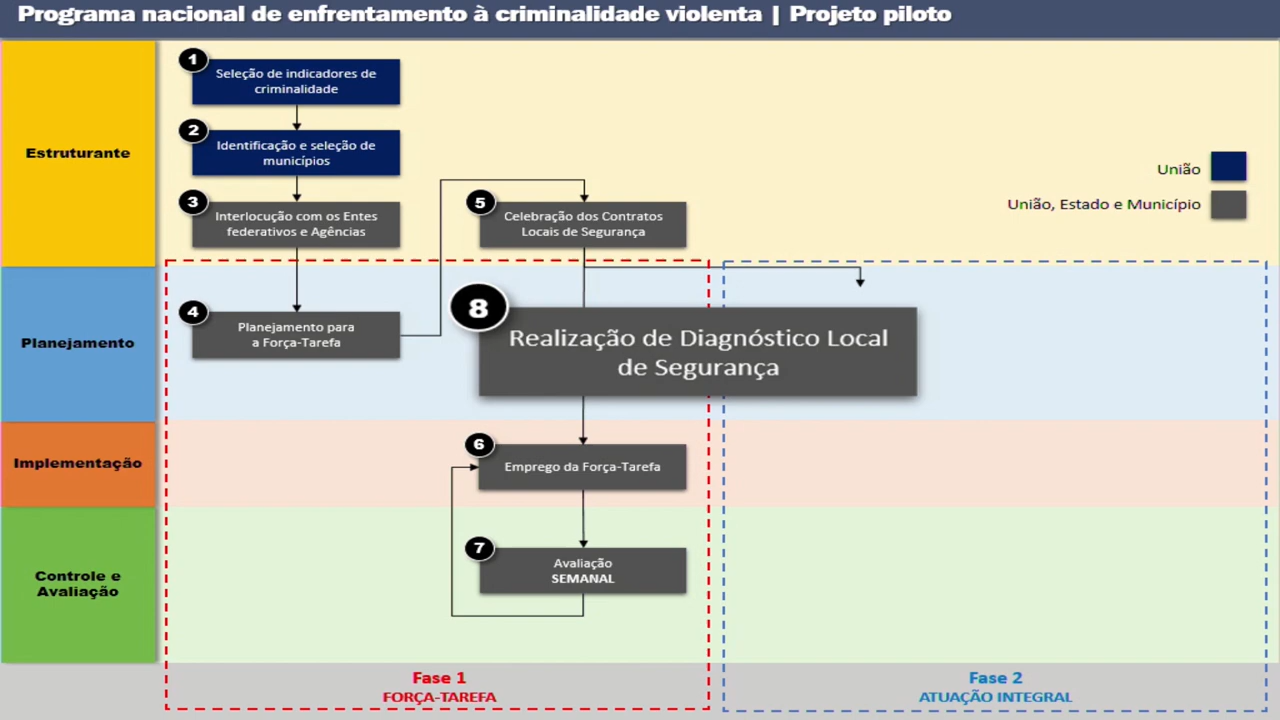 Programa nacional de enfrentamento à criminalidade violenta | Projeto piloto
Estruturante
1
Seleção de indicadores de
criminalidade
2
Identificação e seleção de
municípios
3
Interlocução com os Entes
federativos e Agências
5
Celebração dos Contratos
Locais de Segurança
União
União, Estado e Município
Planejamento
4
Planejamento para
a Força-Tarefa
8
Realização de Diagnóstico Local
de Segurança
Implementação
6
Emprego da Força-Tarefa
Controle e
Avaliação
7
Avaliação
SEMANAL
Fase 1
FORÇA-TAREFA
Fase 2
ATUAÇÃO INTEGRAL